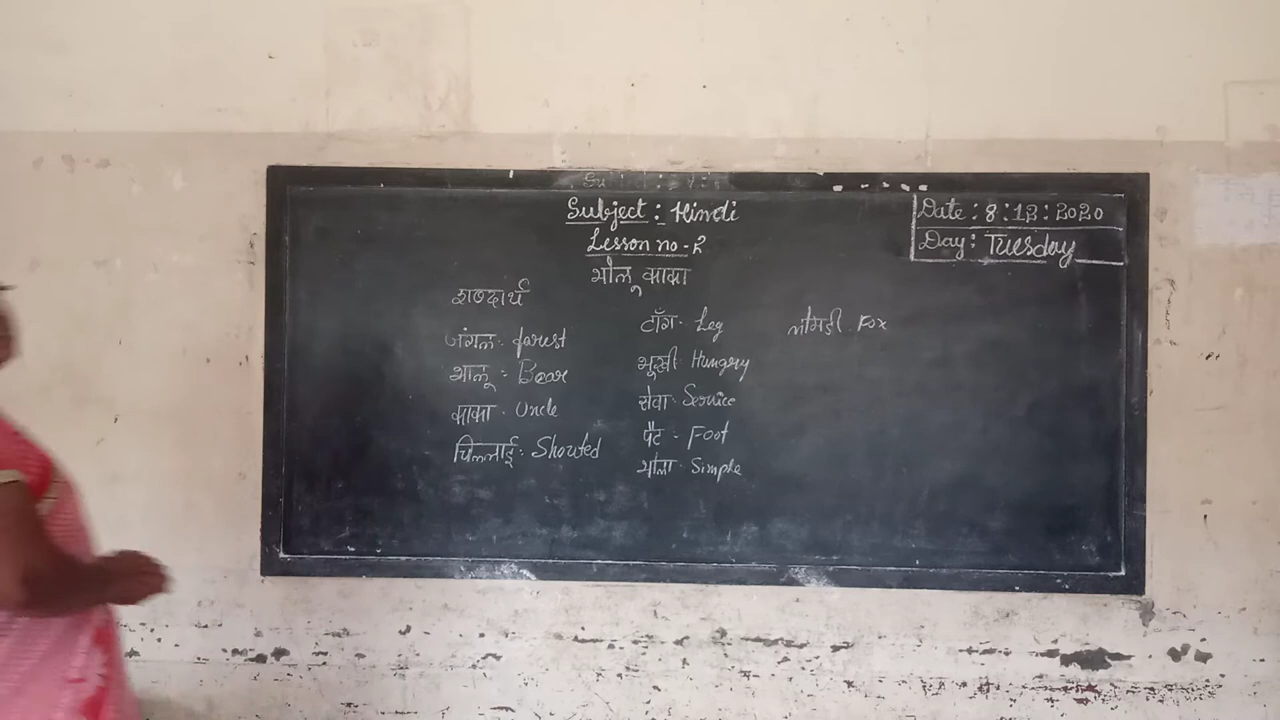 Subject : Hindi
Lesson no - 2
भोलू काका
Date : 8 : 12 : 2020
Day : Tuesday
शब्दार्थ
जंगल : forest
भालू : Bear
काका - Uncle
चिल्लाई : Shouted
टाँग - Leg
भूखी : Hungry
सेवा - Service
पैट - Foot
भोला - Simple
लोमडी - Fox